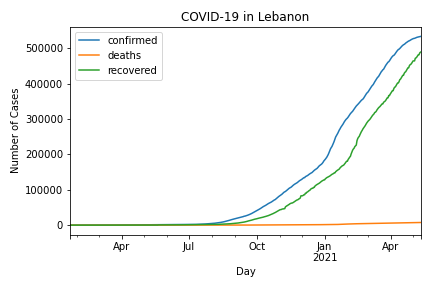 COVID-19 in Lebanon
confirmed
deaths
recovered
Number of Cases
500000
400000
300000
200000
100000
0
Apr
Jul
Oct
Jan
2021
Apr
Day